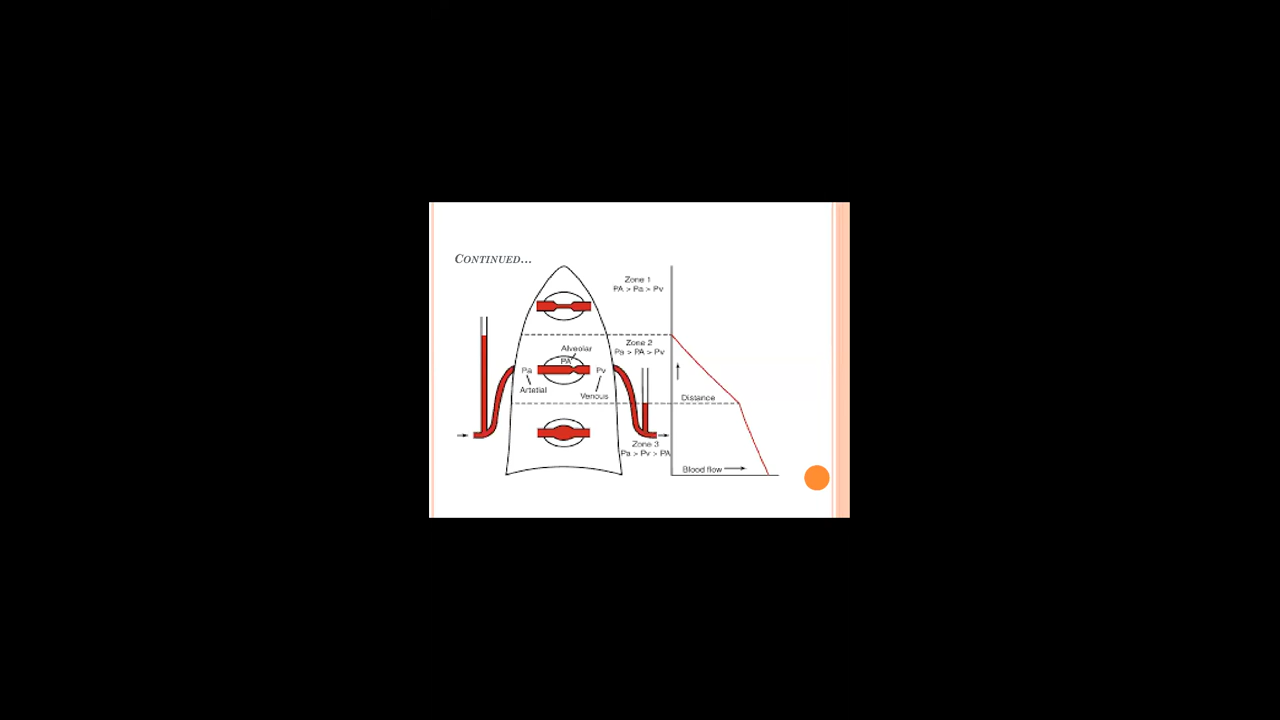 CONTINUED...
Zone 1
PA > Pa > Pv
Zone 2
Pa > PA > Pv
Alveolar
PA
Pa
Pv
Artetial
Venous
Distance
Zone 3
Pa > Pv > PA
Blood flow